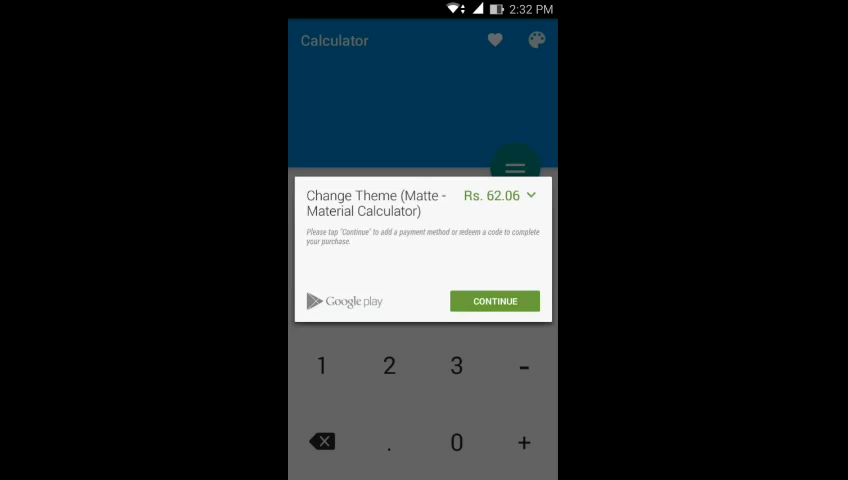 2:32 PM
Calculator
Change Theme (Matte - Rs. 62.06
Material Calculator)
Please tap "Continue" to add a payment method or redeem a code to complete
your purchase.
Google play CONTINUE
1 2 3 -
. 0 +